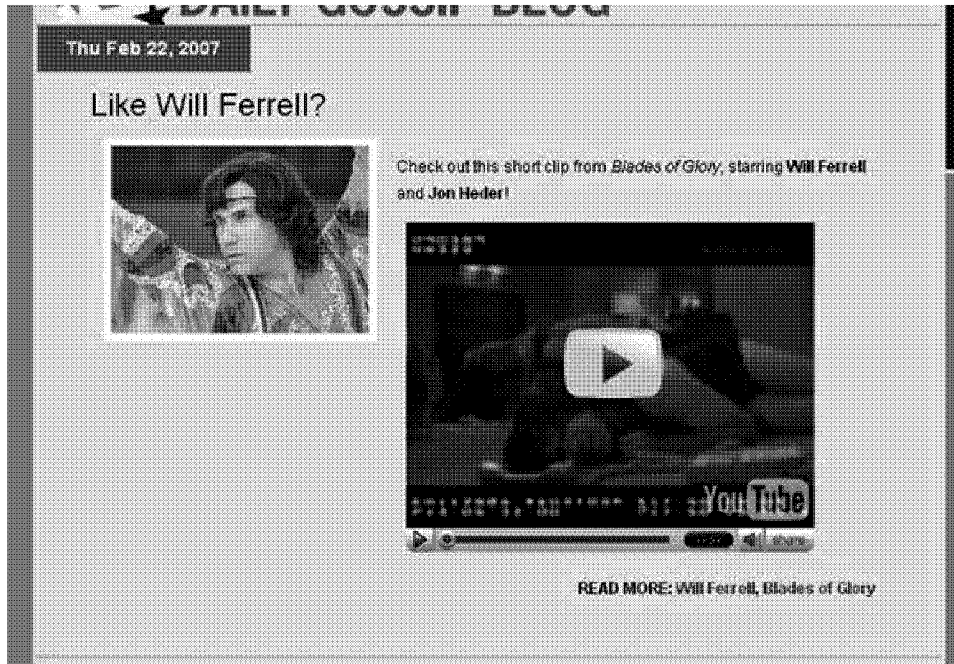 DAILY GOSSIP BLOG
Thu Feb 22, 2007
Like Will Ferrell?
Check out this short clip from Blades of Glory, starring Will Ferrell
and Jon Heder!
YouTube
share
READ MORE: Will Ferrell, Blades of Glory